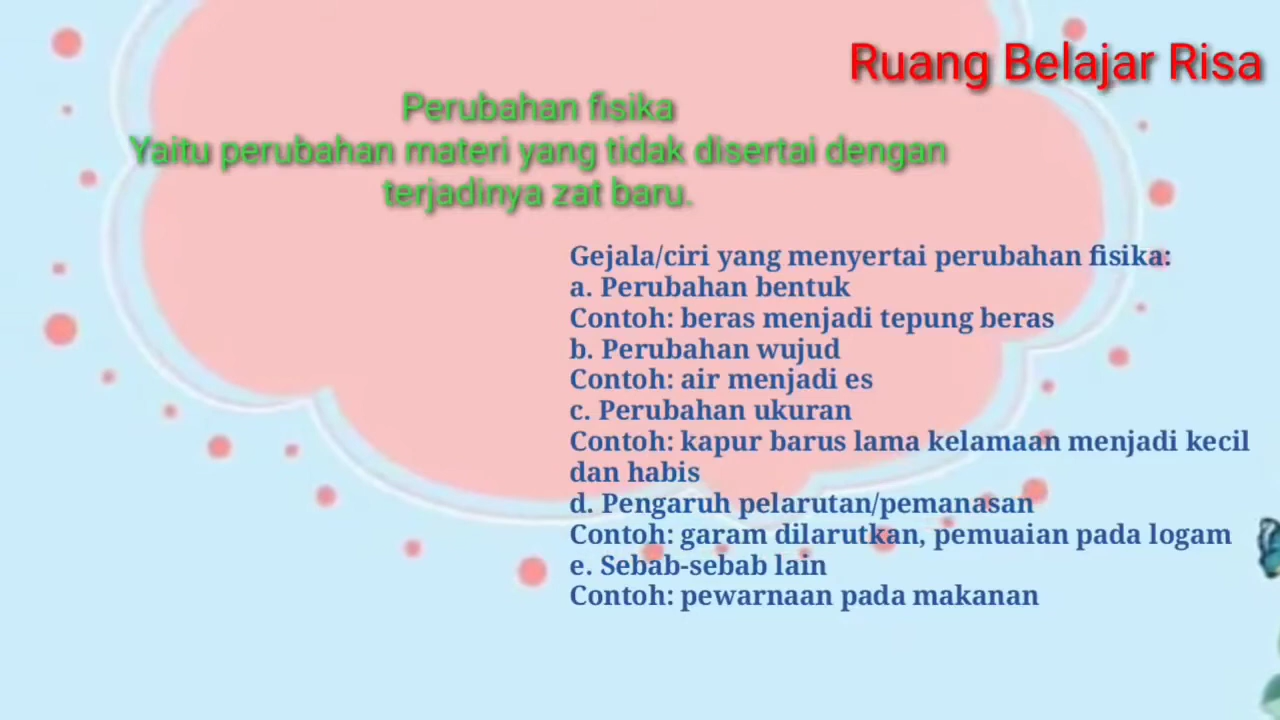 Ruang Belajar Risa
Perubahan fisika
Yaitu perubahan materi yang tidak disertai dengan
terjadinya zat baru.
Gejala/ciri yang menyertai perubahan fisika:
a. Perubahan bentuk
Contoh: beras menjadi tepung beras
b. Perubahan wujud
Contoh: air menjadi es
c. Perubahan ukuran
Contoh: kapur barus lama kelamaan menjadi kecil
dan habis
d. Pengaruh pelarutan/pemanasan
Contoh: garam dilarutkan, pemuaian pada logam
e. Sebab-sebab lain
Contoh: pewarnaan pada makanan